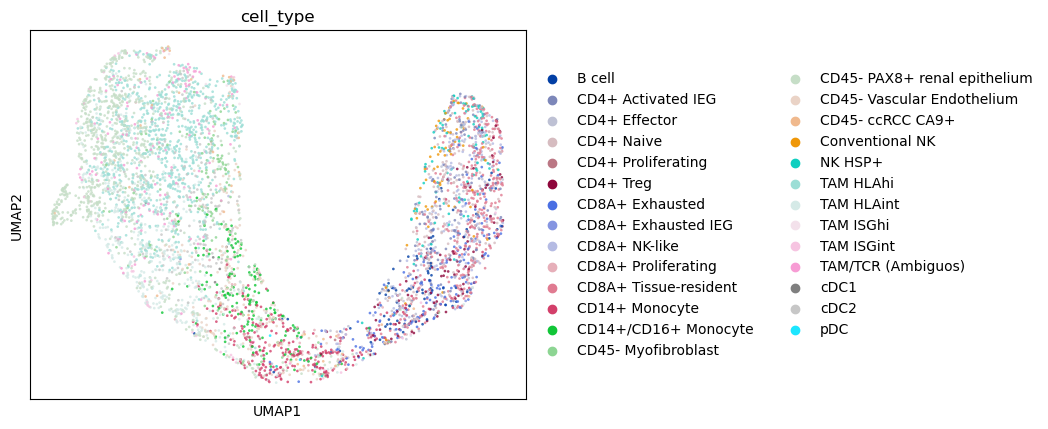 cell_type
UMAP2
UMAP1
B cell
CD4+ Activated IEG
CD4+ Effector
CD4+ Naive
CD4+ Proliferating
CD4+ Treg
CD8A+ Exhausted
CD8A+ Exhausted IEG
CD8A+ NK-like
CD8A+ Proliferating
CD8A+ Tissue-resident
CD14+ Monocyte
CD14+/CD16+ Monocyte
CD45- Myofibroblast
CD45- PAX8+ renal epithelium
CD45- Vascular Endothelium
CD45- ccRCC CA9+
Conventional NK
NK HSP+
TAM HLAhi
TAM HLAint
TAM ISGhi
TAM ISGint
TAM/TCR (Ambiguos)
cDC1
cDC2
pDC